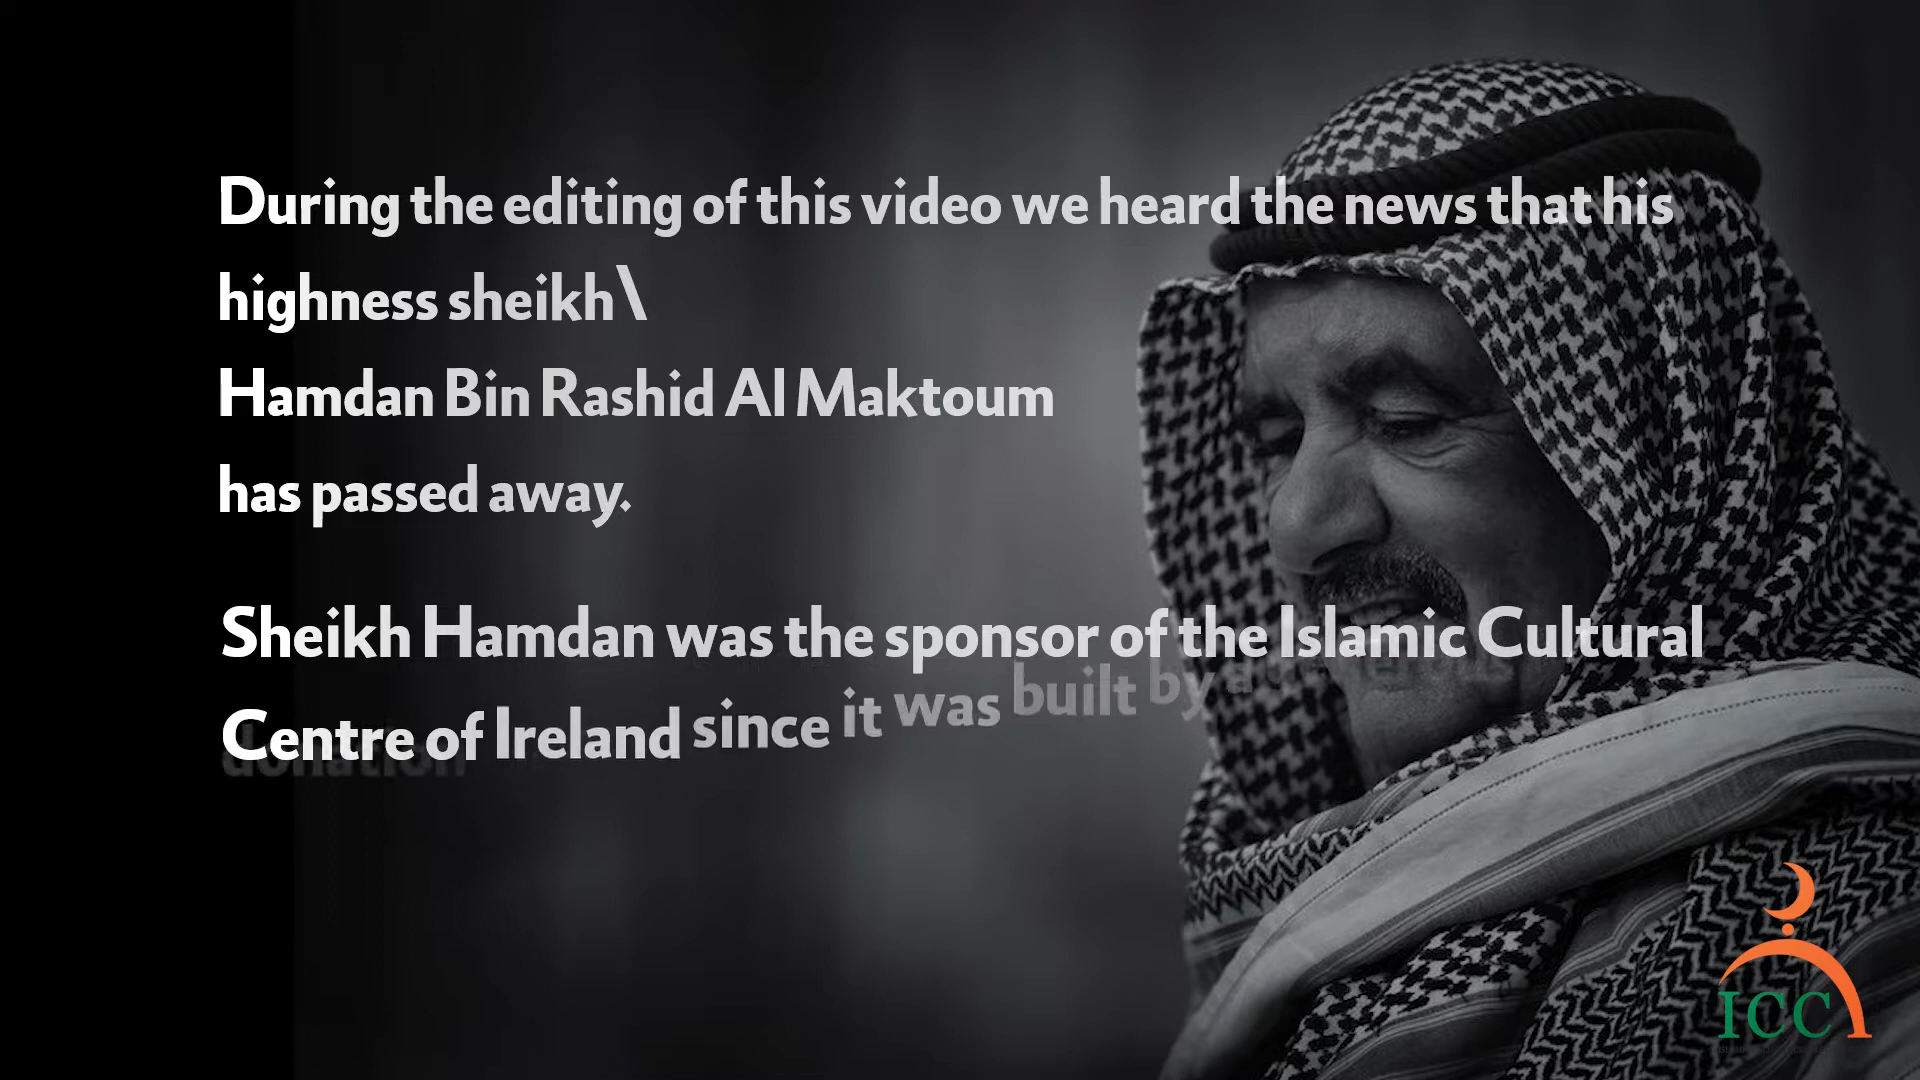 During the editing of this video we heard the news that his
highness sheikh\
Hamdan Bin Rashid Al Maktoum
has passed away.
Sheikh Hamdan was the sponsor of the Islamic Cultural
Centre of Ireland since it was built by a
donation
ICC